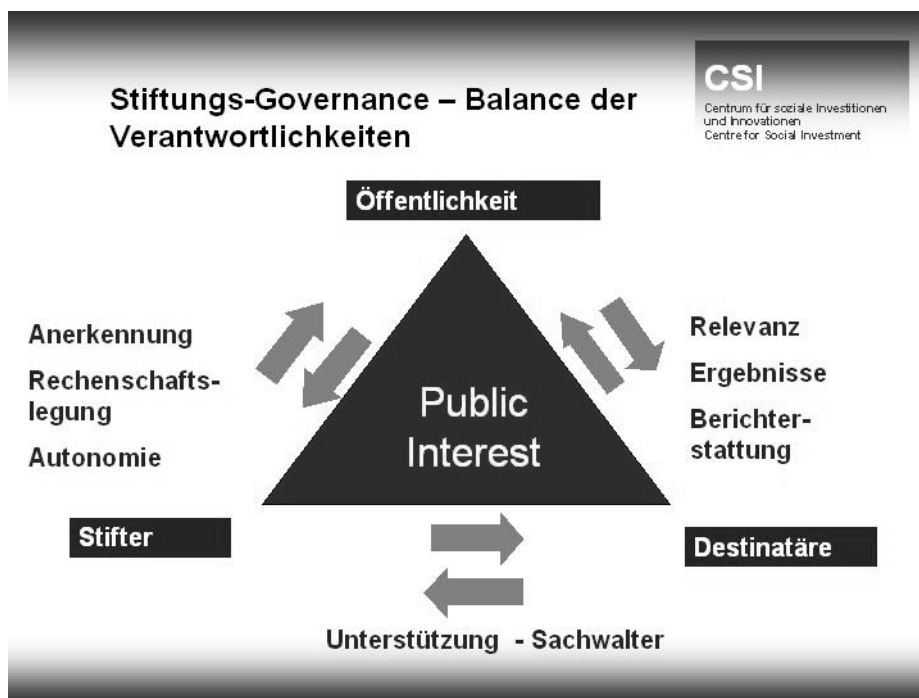 Stiftungs-Governance – Balance der
Verantwortlichkeiten
CSI
Centrum für soziale Investitionen
und Innovationen
Centre for Social Investment
Öffentlichkeit
Anerkennung
Rechenschafts-
legung
Autonomie
Public
Interest
Relevanz
Ergebnisse
Berichter-
stattung
Stifter
Destinatäre
Unterstützung - Sachwalter